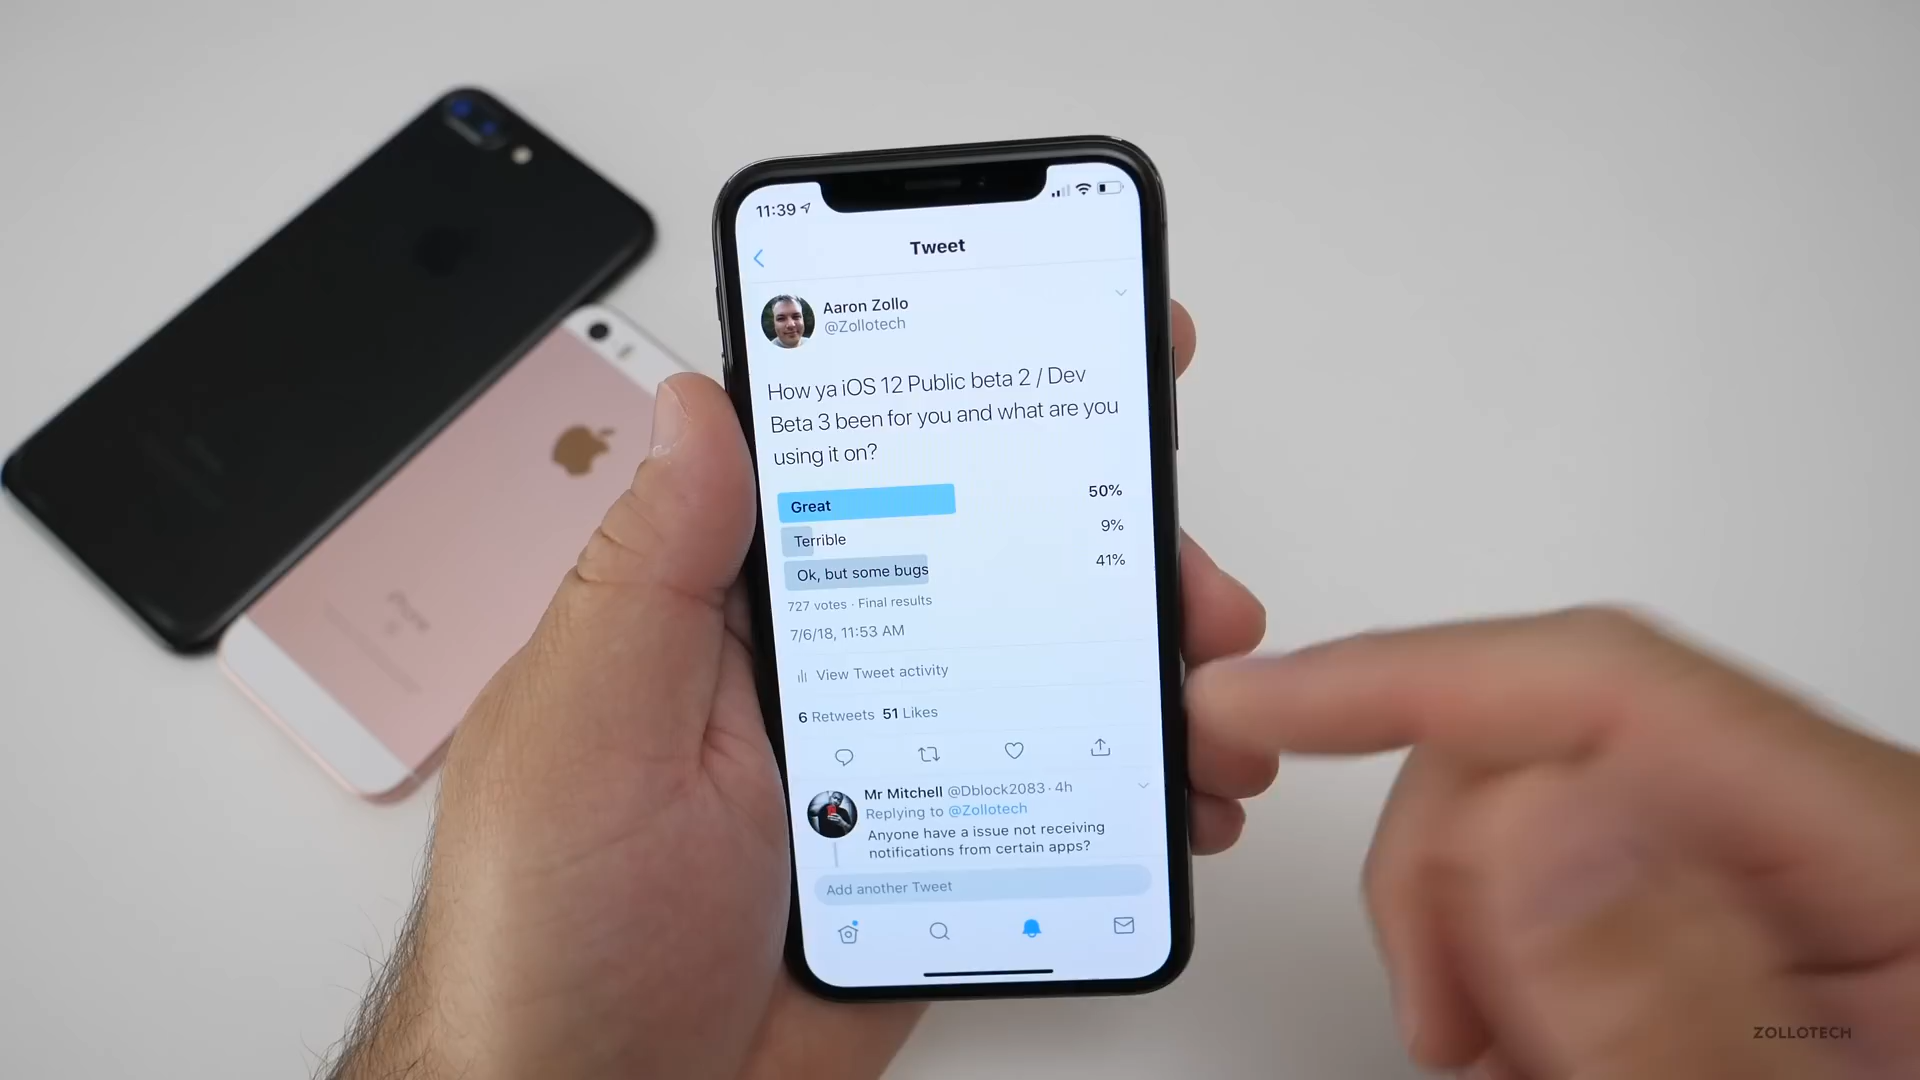 11:39
Tweet
Aaron Zollo
@Zollotech
How ya iOS 12 Public beta 2 / Dev
Beta 3 been for you and what are you
using it on?
Great 50%
Terrible 9%
Ok, but some bugs 41%
727 votes · Final results
7/6/18, 11:53 AM
View Tweet activity
6 Retweets 51 Likes
Mr Mitchell @Dblock2083 · 4h
Replying to @Zollotech
Anyone have a issue not receiving
notifications from certain apps?
Add another Tweet
iPhone
ZOLLOTECH